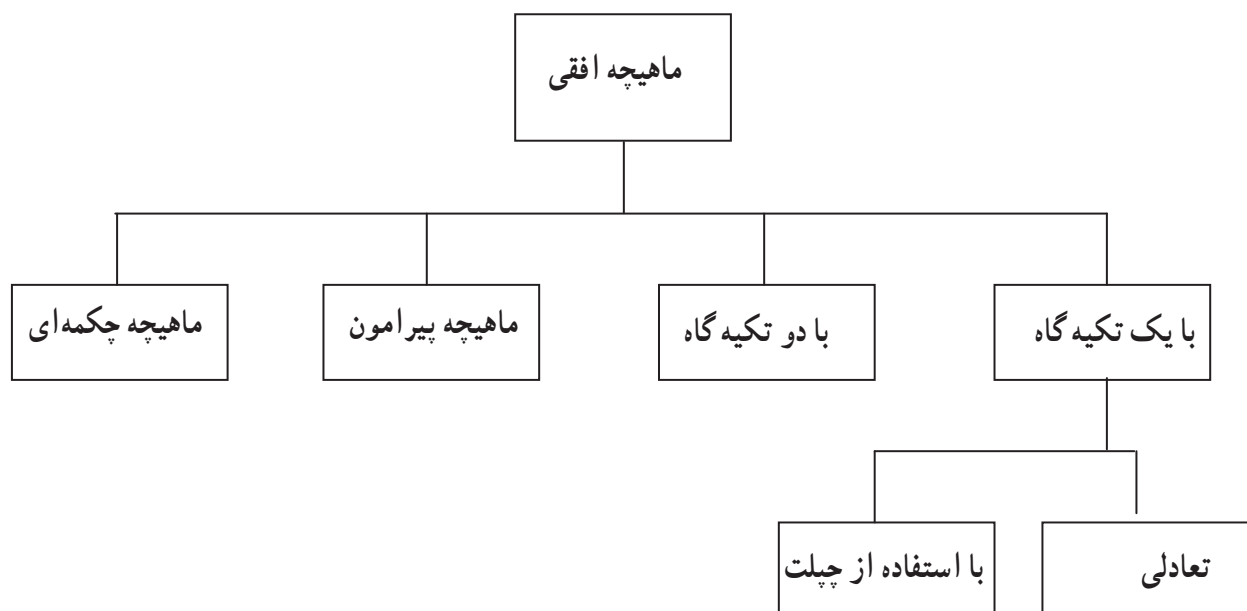 ماهیچه افقی
با یک تکیه گاه
با دو تکیه گاه
ماهیچه پیرامون
ماهیچه چکمه‌ای
تعادلی
با استفاده از چپلت